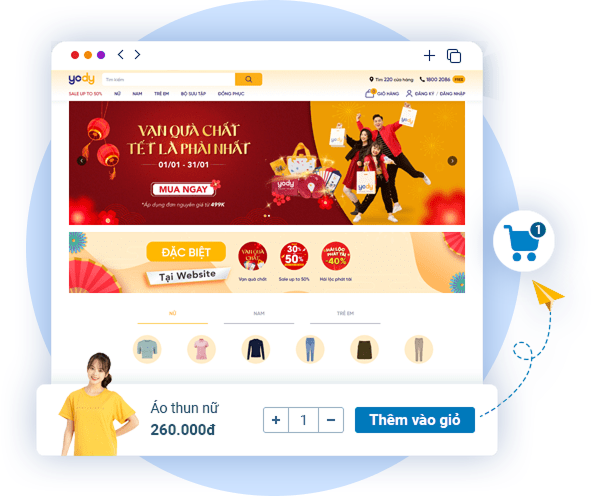 yody
Tìm kiếm
Tìm 220 cửa hàng
1800 2086
FREE
SALE UP TO 50%
NỮ
NAM
TRẺ EM
BỘ SƯU TẬP
ĐỒNG PHỤC
GIỎ HÀNG
ĐĂNG KÝ / ĐĂNG NHẬP
VẠN QUÀ CHẤT
TẾT LÀ PHẢI NHẤT
01/01 - 31/01
MUA NGAY
*Áp dụng đơn nguyên giá từ 499K
yody
yody
ĐẶC BIỆT
Tại Website
VẠN QUÀ
CHẤT
Vạn quà chất
30%
50%
Sale up to 50%
HÁI LỘC
PHÁT TÀI
-40%
Hái lộc phát tài
NỮ
NAM
TRẺ EM
1
Áo thun nữ
260.000đ
+ 1 −
Thêm vào giỏ